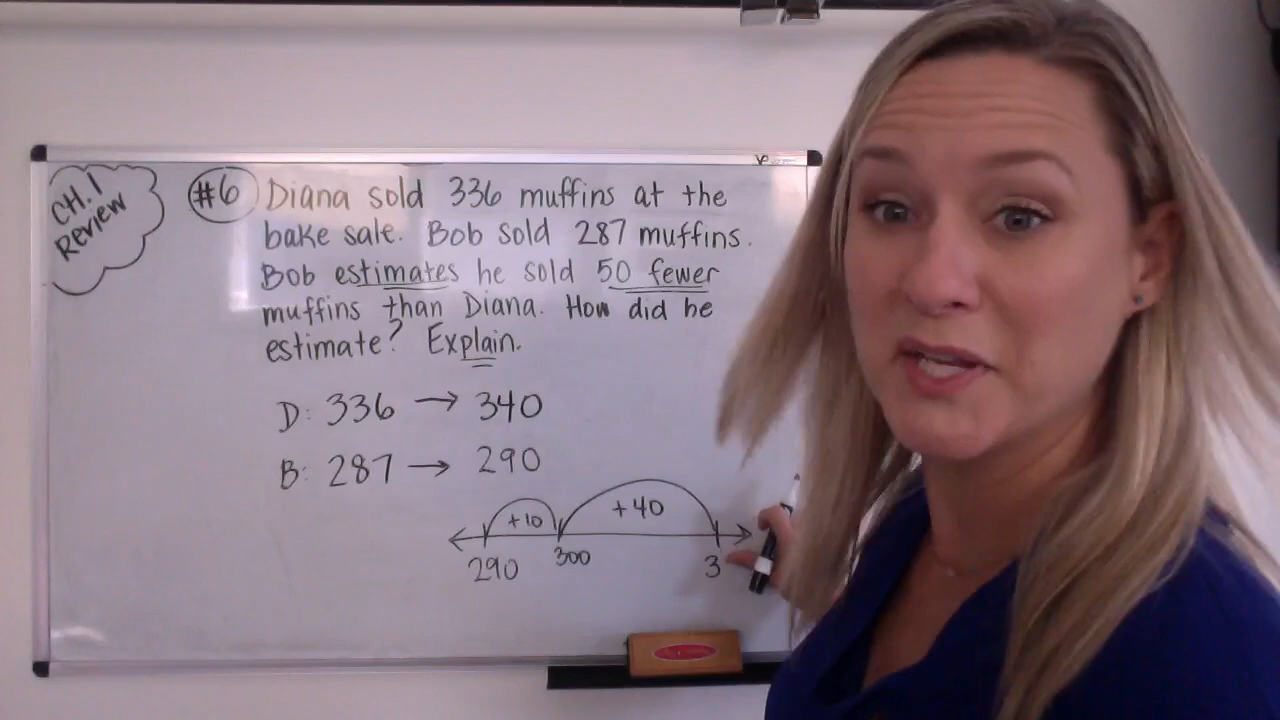 CH. 1
Review
#6 Diana sold 336 muffins at the
bake sale. Bob sold 287 muffins.
Bob estimates he sold 50 fewer
muffins than Diana. How did he
estimate? Explain.
D: 336 → 340
B: 287 → 290
+10 +40
290 300 3